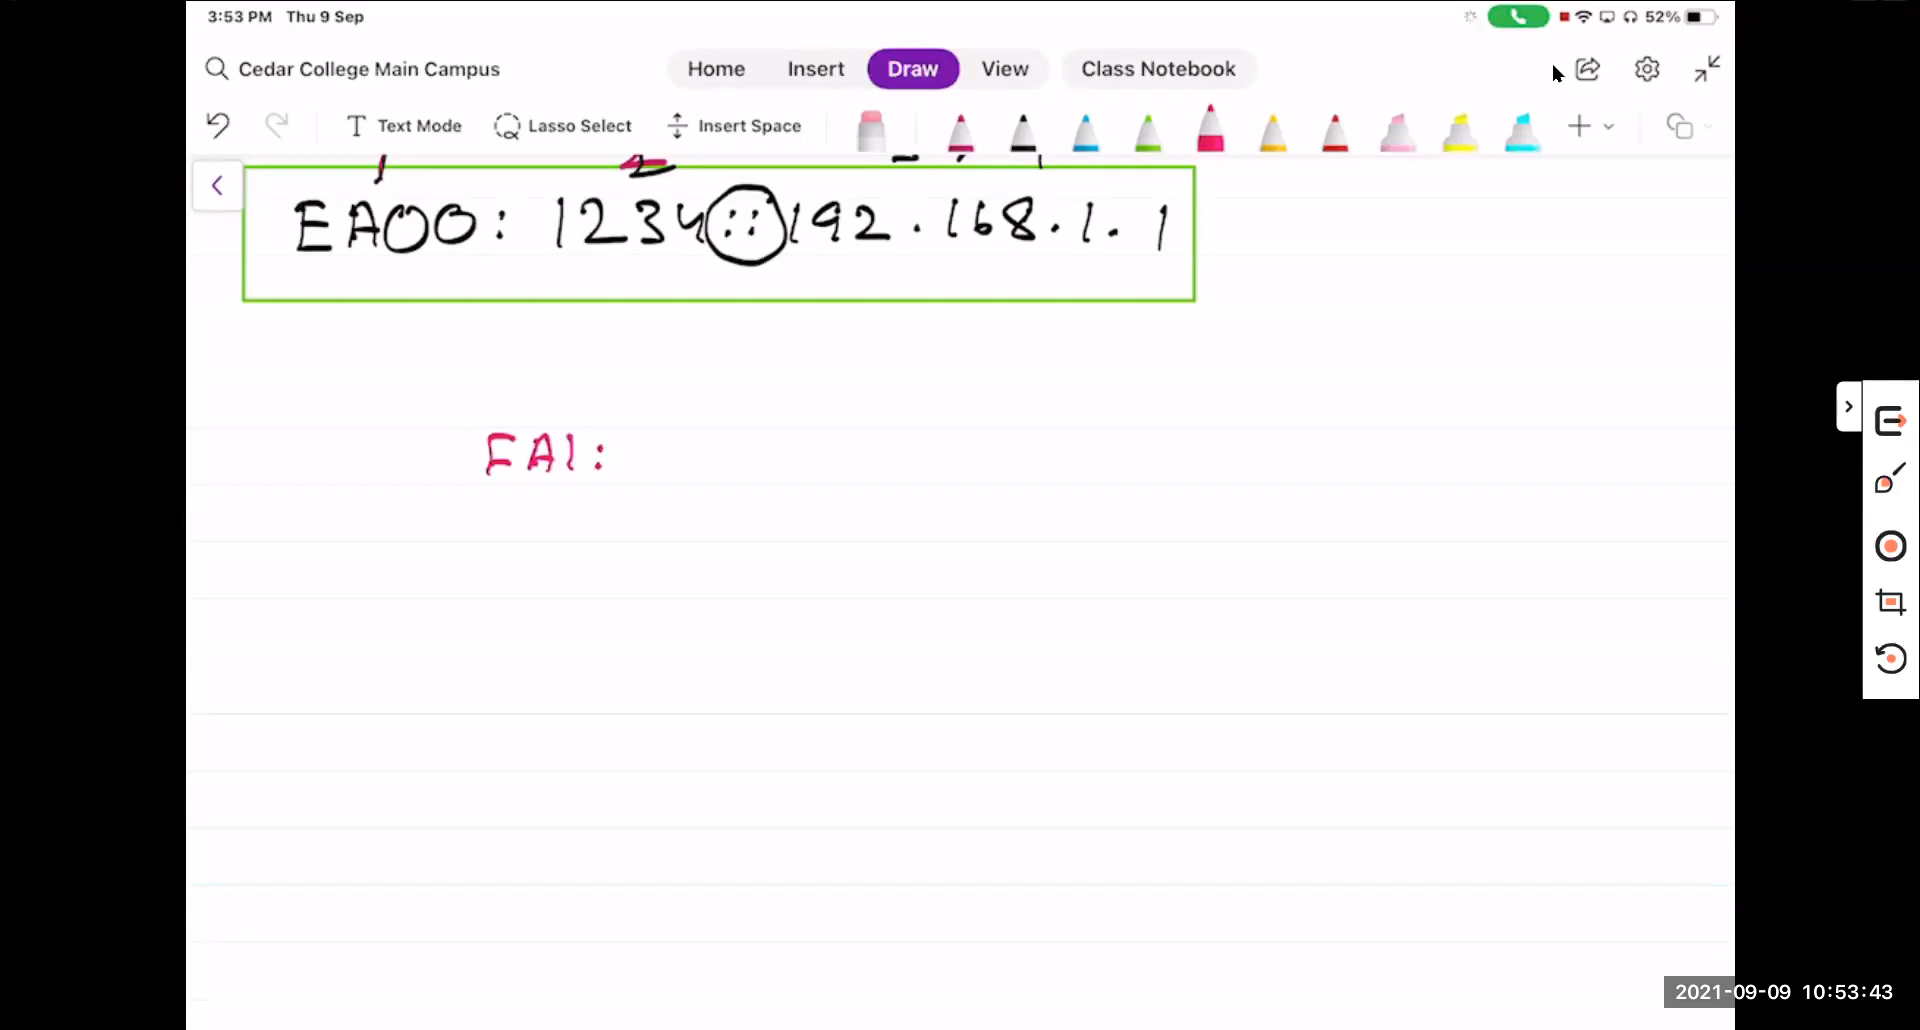 3:53 PM Thu 9 Sep
52%
Cedar College Main Campus
Home Insert Draw View Class Notebook
Text Mode Lasso Select Insert Space
EA00: 1234::192.168.1.1
EA1:
2021-09-09 10:53:43